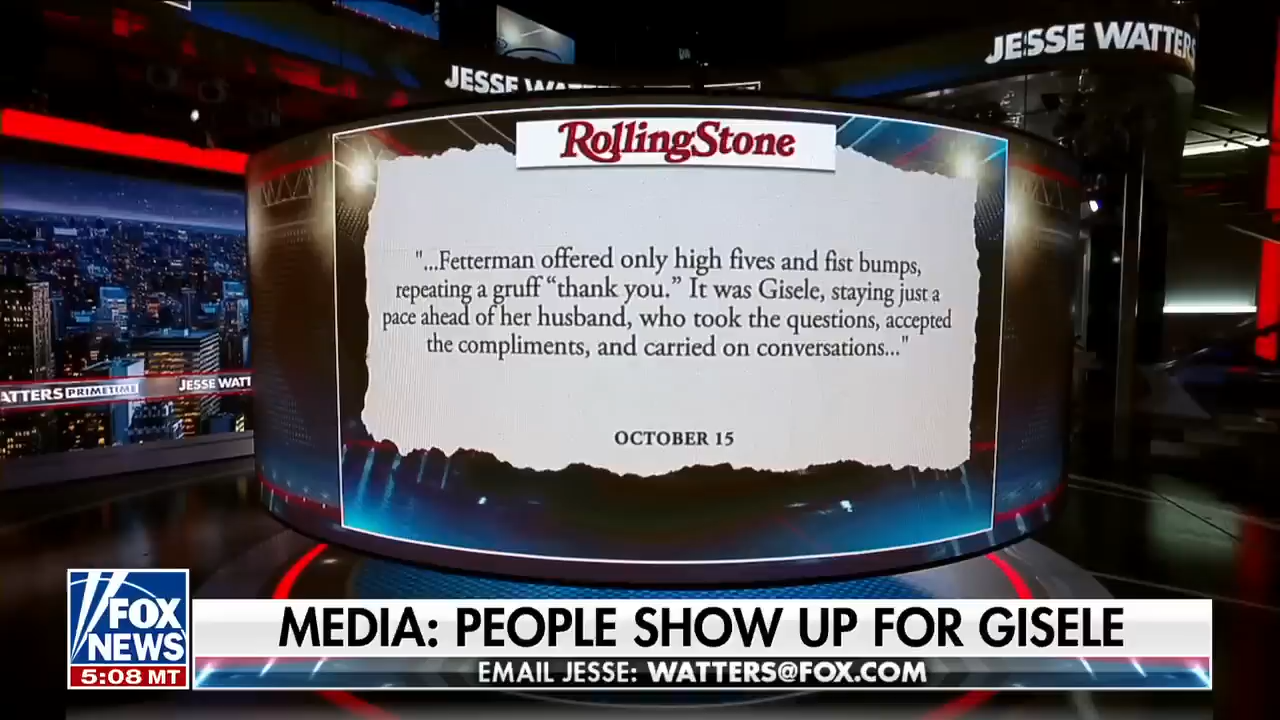 JESSE WATTERS
JESSE WATT
RollingStone
"...Fetterman offered only high fives and fist bumps,
repeating a gruff “thank you.” It was Gisele, staying just a
pace ahead of her husband, who took the questions, accepted
the compliments, and carried on conversations..."
OCTOBER 15
ATTERS PRIMETIME JESSE WATT
FOX
NEWS
5:08 MT
MEDIA: PEOPLE SHOW UP FOR GISELE
EMAIL JESSE: WATTERS@FOX.COM